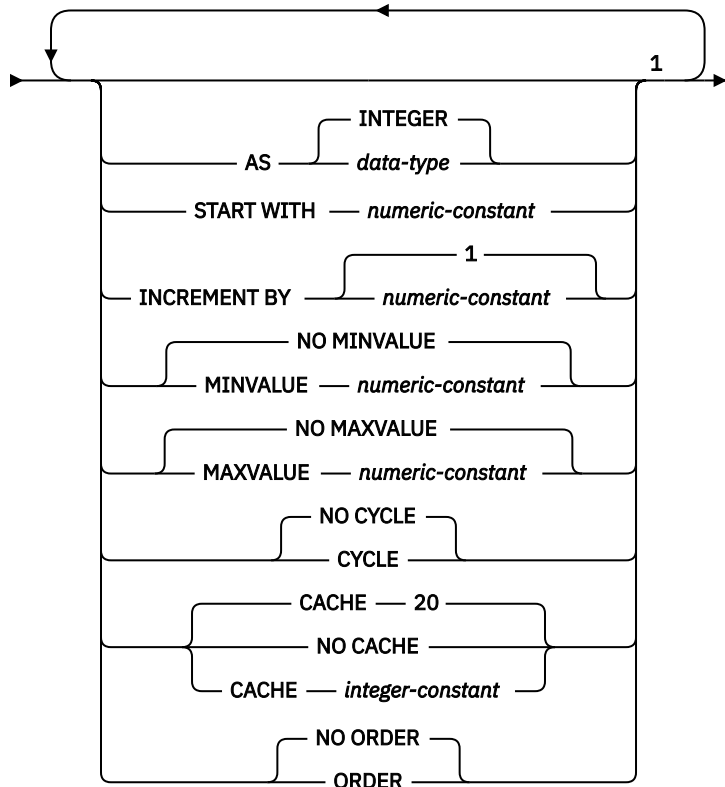 1
INTEGER
AS data-type
START WITH numeric-constant
1
INCREMENT BY numeric-constant
NO MINVALUE
MINVALUE numeric-constant
NO MAXVALUE
MAXVALUE numeric-constant
NO CYCLE
CYCLE
CACHE 20
NO CACHE
CACHE integer-constant
NO ORDER
ORDER